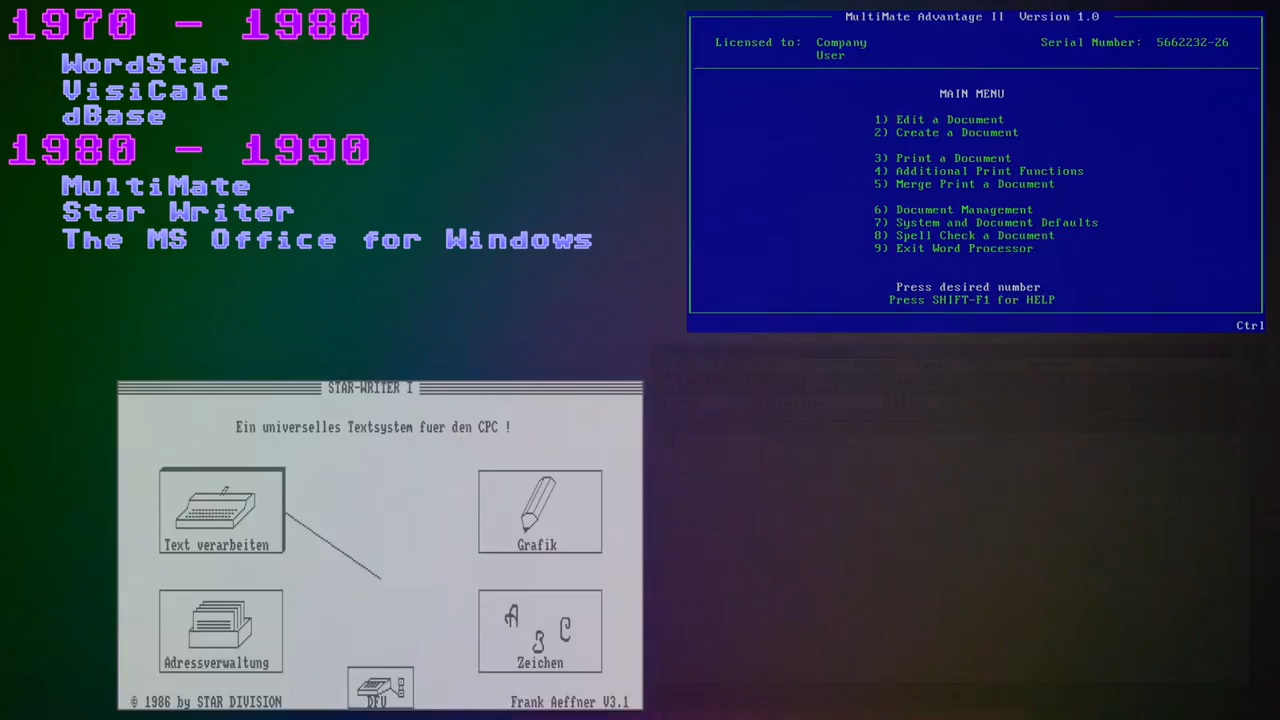 1970 - 1980
WordStar
VisiCalc
dBase
1980 - 1990
MultiMate
Star Writer
The MS Office for Windows
MultiMate Advantage II Version 1.0
Licensed to: Company Serial Number: 5662232-26
User
MAIN MENU
1) Edit a Document
2) Create a Document
3) Print a Document
4) Additional Print Functions
5) Merge Print a Document
6) Document Management
7) System and Document Defaults
8) Spell Check a Document
9) Exit Word Processor
Press desired number
Press SHIFT-F1 for HELP
Ctrl
STAR-WRITER I
Ein universelles Textsystem fuer den CPC !
Text verarbeiten
Grafik
Adressverwaltung
Zeichen
A
3
C
DFU
© 1986 by STAR DIVISION
Frank Aeffner V3.1